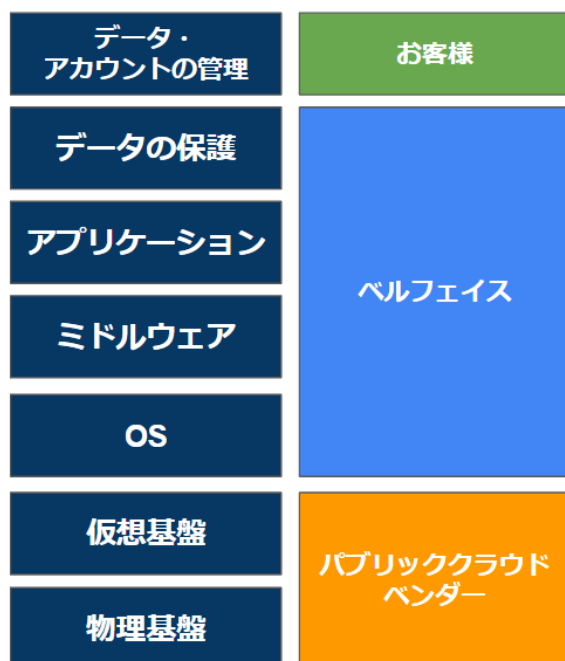 データ・
アカウントの管理
お客様
データの保護
アプリケーション
ベルフェイス
ミドルウェア
OS
仮想基盤
パブリッククラウド
ベンダー
物理基盤